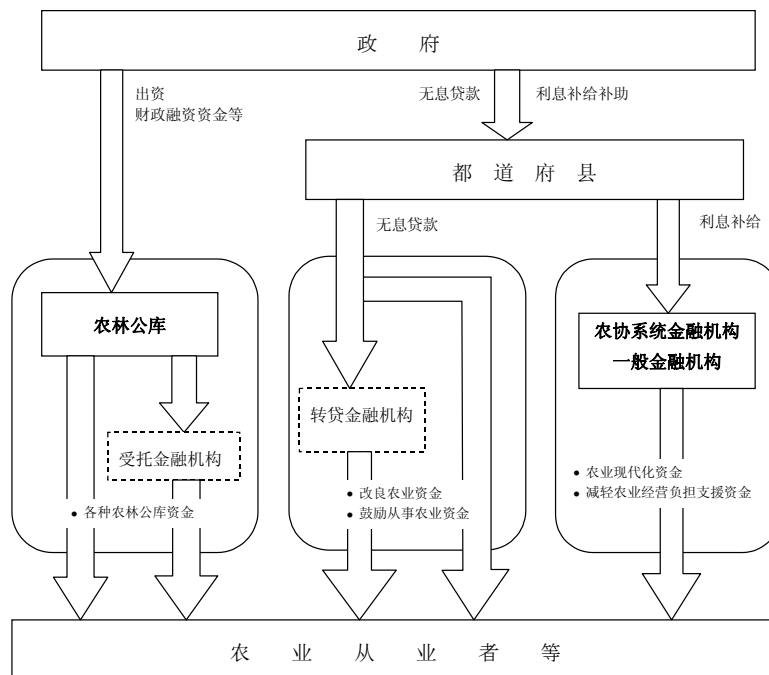 政 府
出资
财政融资资金等
无息贷款
利息补给补助
都 道 府 县
无息贷款
利息补给
农林公库
农协系统金融机构
一般金融机构
转贷金融机构
受托金融机构
• 各种农林公库资金
• 改良农业资金
• 鼓励从事农业资金
• 农业现代化资金
• 减轻农业经营负担支援资金
农 业 从 业 者 等